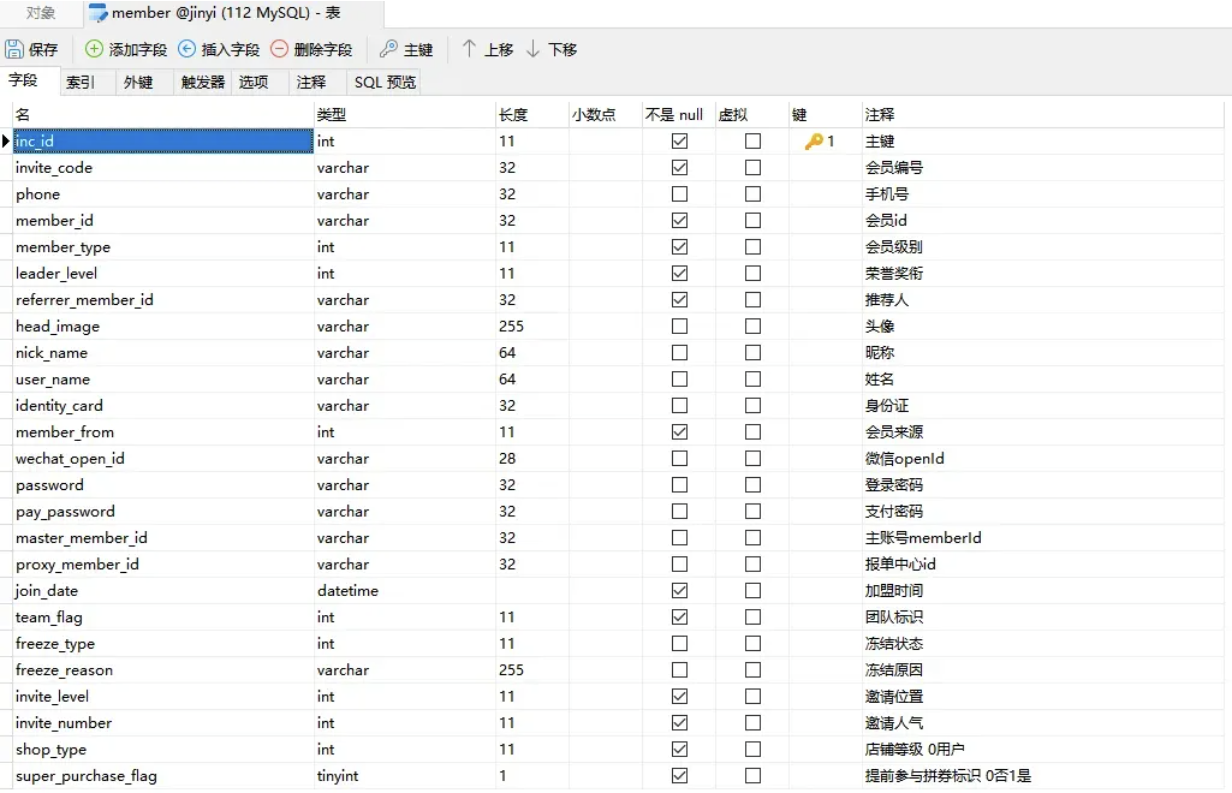 对象 member @jinyi (112 MySQL) - 表
保存 添加字段 插入字段 删除字段 主键 上移 下移
字段 索引 外键 触发器 选项 注释 SQL 预览
名 类型 长度 小数点 不是 null 虚拟 键 注释
inc_id int 11 1 主键
invite_code varchar 32 会员编号
phone varchar 32 手机号
member_id varchar 32 会员id
member_type int 11 会员级别
leader_level int 11 荣誉奖衔
referrer_member_id varchar 32 推荐人
head_image varchar 255 头像
nick_name varchar 64 昵称
user_name varchar 64 姓名
identity_card varchar 32 身份证
member_from int 11 会员来源
wechat_open_id varchar 28 微信openId
password varchar 32 登录密码
pay_password varchar 32 支付密码
master_member_id varchar 32 主账号memberId
proxy_member_id varchar 32 报单中心id
join_date datetime 加盟时间
team_flag int 11 团队标识
freeze_type int 11 冻结状态
freeze_reason varchar 255 冻结原因
invite_level int 11 邀请位置
invite_number int 11 邀请人气
shop_type int 11 店铺等级 0用户
super_purchase_flag tinyint 1 提前参与拼券标识 0否1是